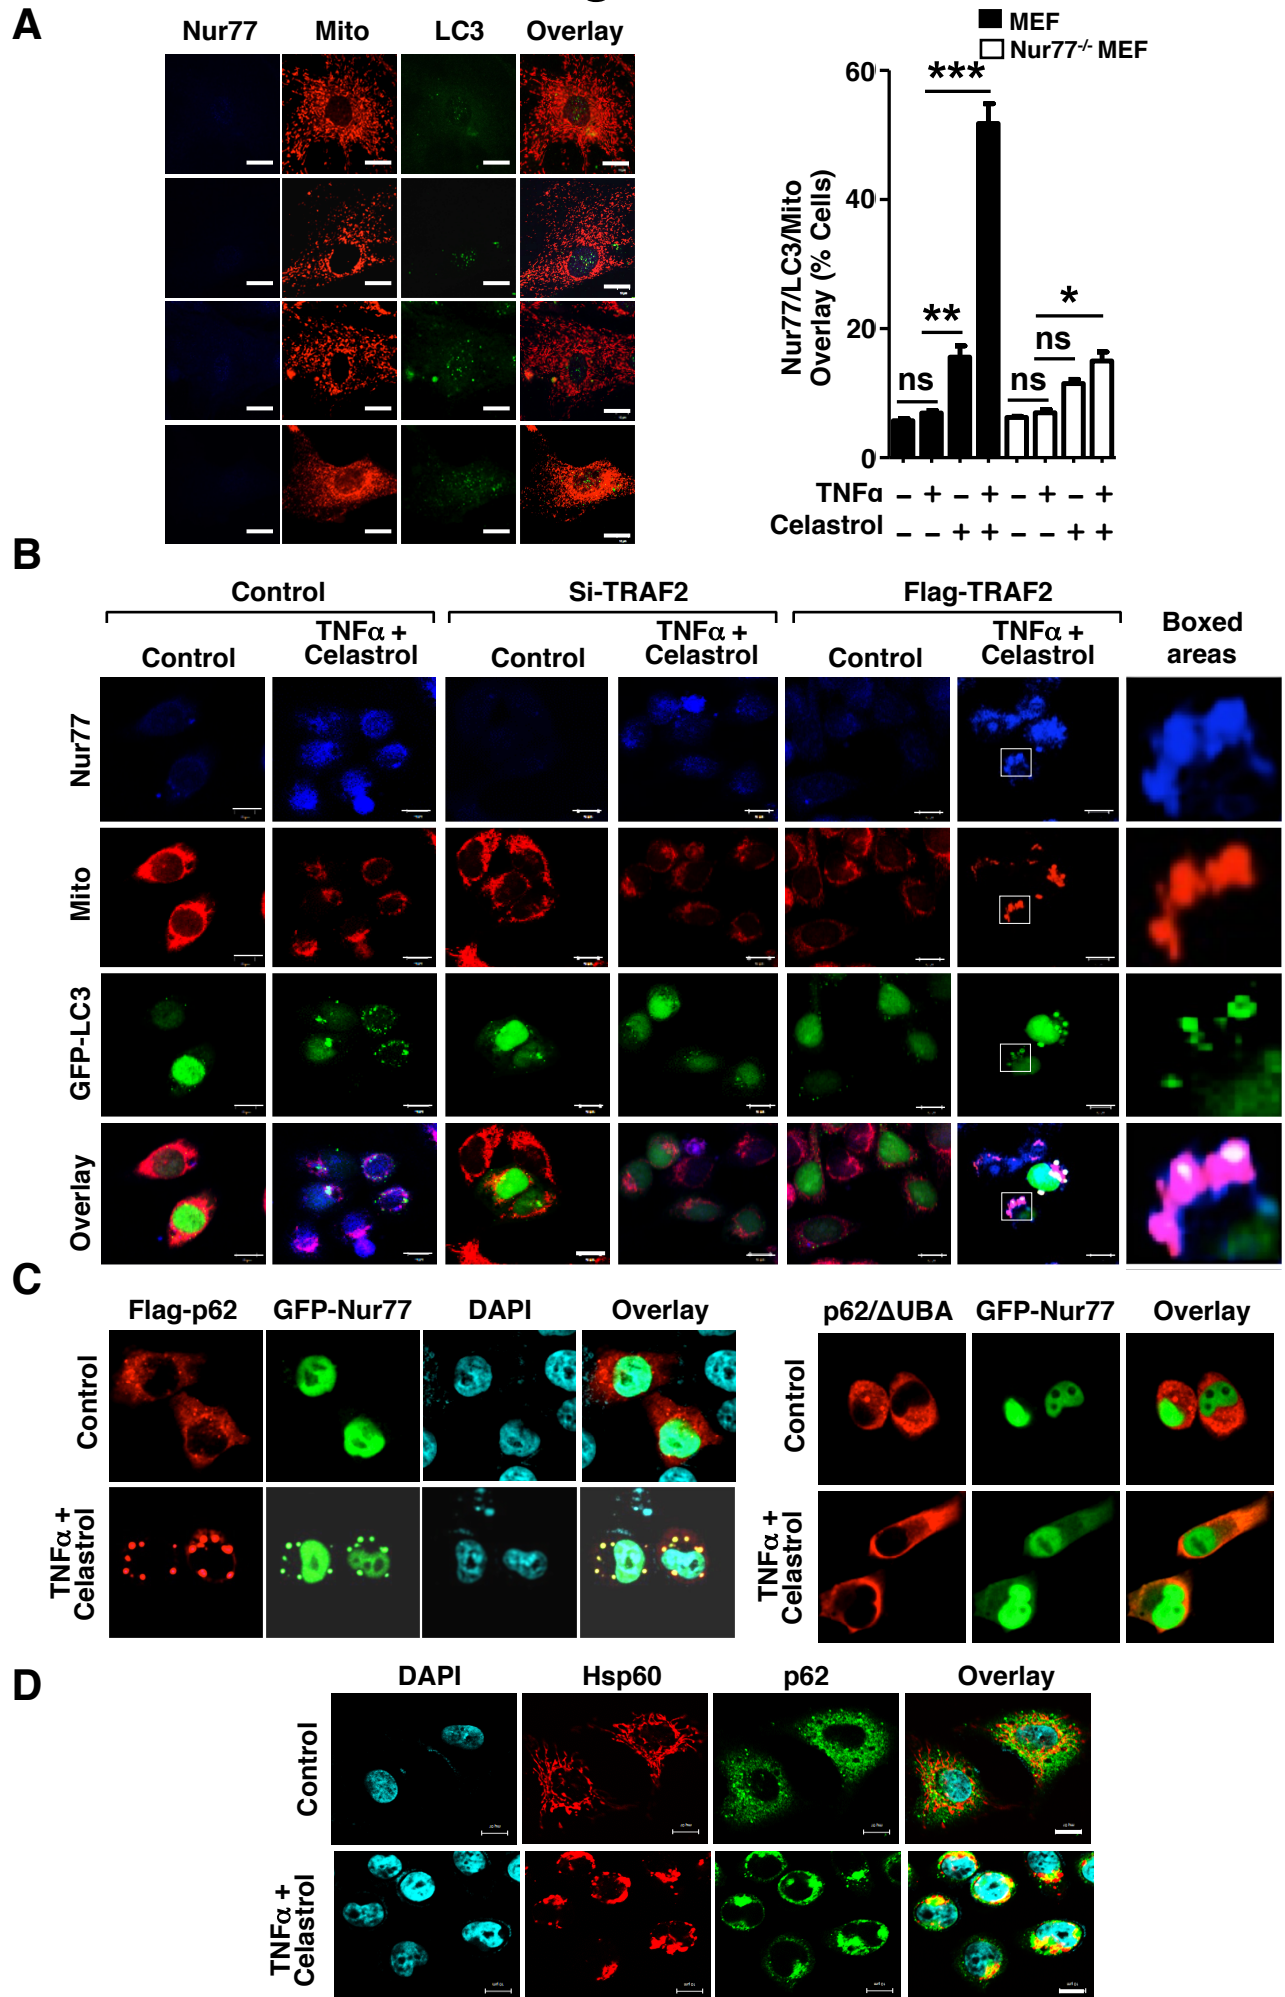 A
Nur77 Mito LC3 Overlay
MEF
Nur77-/- MEF
Nur77/LC3/Mito
Overlay (% Cells)
60
40
20
0
***
**
*
ns
ns
ns
TNFα – + – + – + – +
Celastrol – – + + – – + +
B
Control Si-TRAF2 Flag-TRAF2
Control TNFα + Celastrol Control TNFα + Celastrol Control TNFα + Celastrol Boxed areas
Nur77
Mito
GFP-LC3
Overlay
C
Flag-p62 GFP-Nur77 DAPI Overlay
Control
TNFα +
Celastrol
p62/ΔUBA GFP-Nur77 Overlay
Control
TNFα +
Celastrol
D
DAPI Hsp60 p62 Overlay
Control
TNFα +
Celastrol